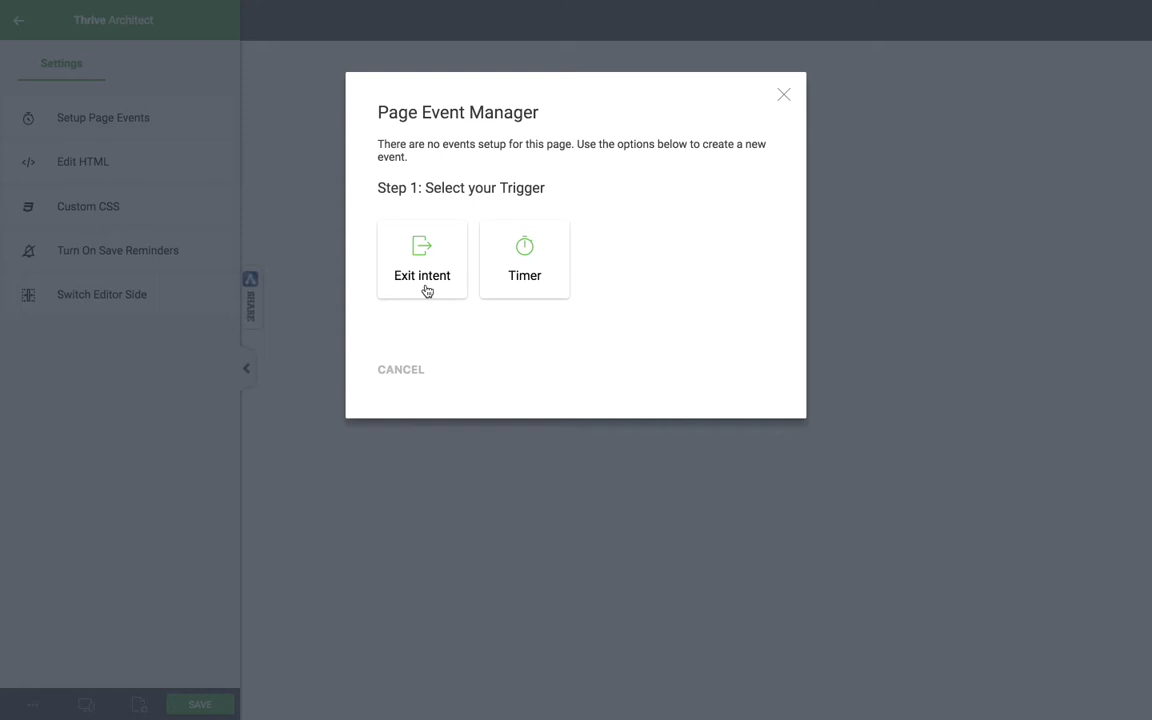 Thrive Architect
Settings
Setup Page Events
Edit HTML
Custom CSS
Turn On Save Reminders
Switch Editor Side
SHARE
SAVE
Page Event Manager
There are no events setup for this page. Use the options below to create a new
event.
Step 1: Select your Trigger
Exit intent
Timer
CANCEL